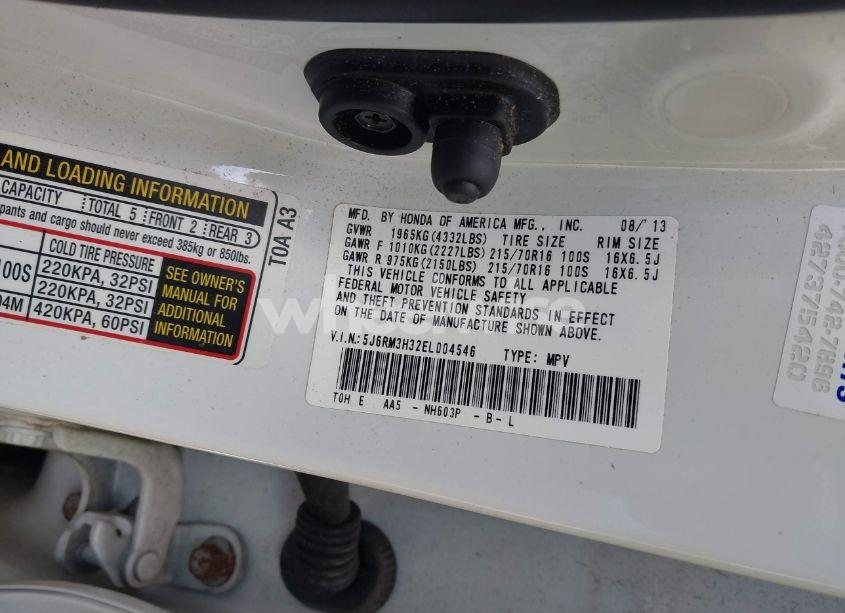 AND LOADING INFORMATION
CAPACITY TOTAL 5 FRONT 2 REAR 3
pants and cargo should never exceed 385kg or 850lbs.
COLD TIRE PRESSURE
100S 220KPA, 32PSI
220KPA, 32PSI
04M 420KPA, 60PSI
SEE OWNER'S
MANUAL FOR
ADDITIONAL
INFORMATION
T0A A3
MFD. BY HONDA OF AMERICA MFG., INC. 08/'13
GVWR 1965KG(4332LBS) TIRE SIZE RIM SIZE
GAWR F 1010KG(2227LBS) 215/70R16 100S 16X6.5J
GAWR R 975KG(2150LBS) 215/70R16 100S 16X6.5J
THIS VEHICLE CONFORMS TO ALL APPLICABLE
FEDERAL MOTOR VEHICLE SAFETY
AND THEFT PREVENTION STANDARDS IN EFFECT
ON THE DATE OF MANUFACTURE SHOWN ABOVE.
V.I.N.:5J6RM3H32EL004546 TYPE: MPV
T0H E AA5 - NH603P - B - L